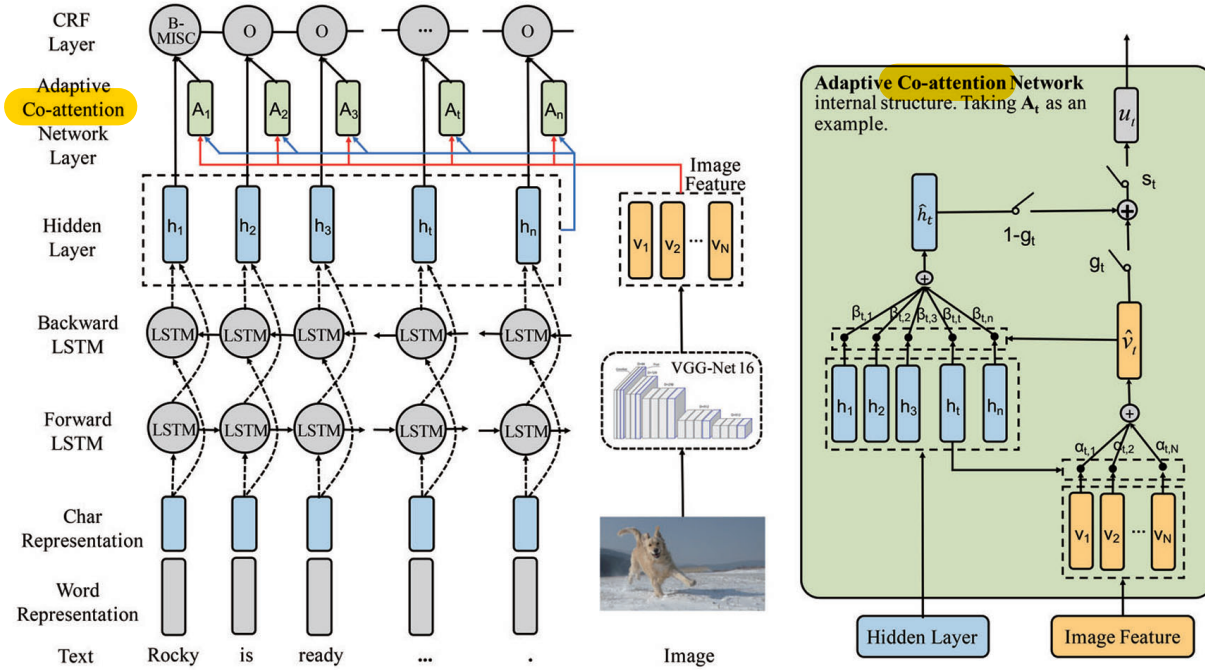 CRF
Layer
B-
MISC
O
O
...
O
Adaptive
Co-attention
Network
Layer
A1
A2
A3
At
An
Image
Feature
Hidden
Layer
h1
h2
h3
ht
hn
v1
v2
...
vN
Backward
LSTM
LSTM
LSTM
LSTM
LSTM
LSTM
VGG-Net 16
Forward
LSTM
LSTM
LSTM
LSTM
LSTM
LSTM
Char
Representation
Word
Representation
Text
Rocky
is
ready
...
.
Image
Adaptive Co-attention Network
internal structure. Taking At as an
example.
ut
st
ĥt
1-gt
gt
βt,1
βt,2
βt,3
βt,t
βt,n
v̂t
h1
h2
h3
ht
hn
αt,1
αt,2
αt,N
v1
v2
...
vN
Hidden Layer
Image Feature